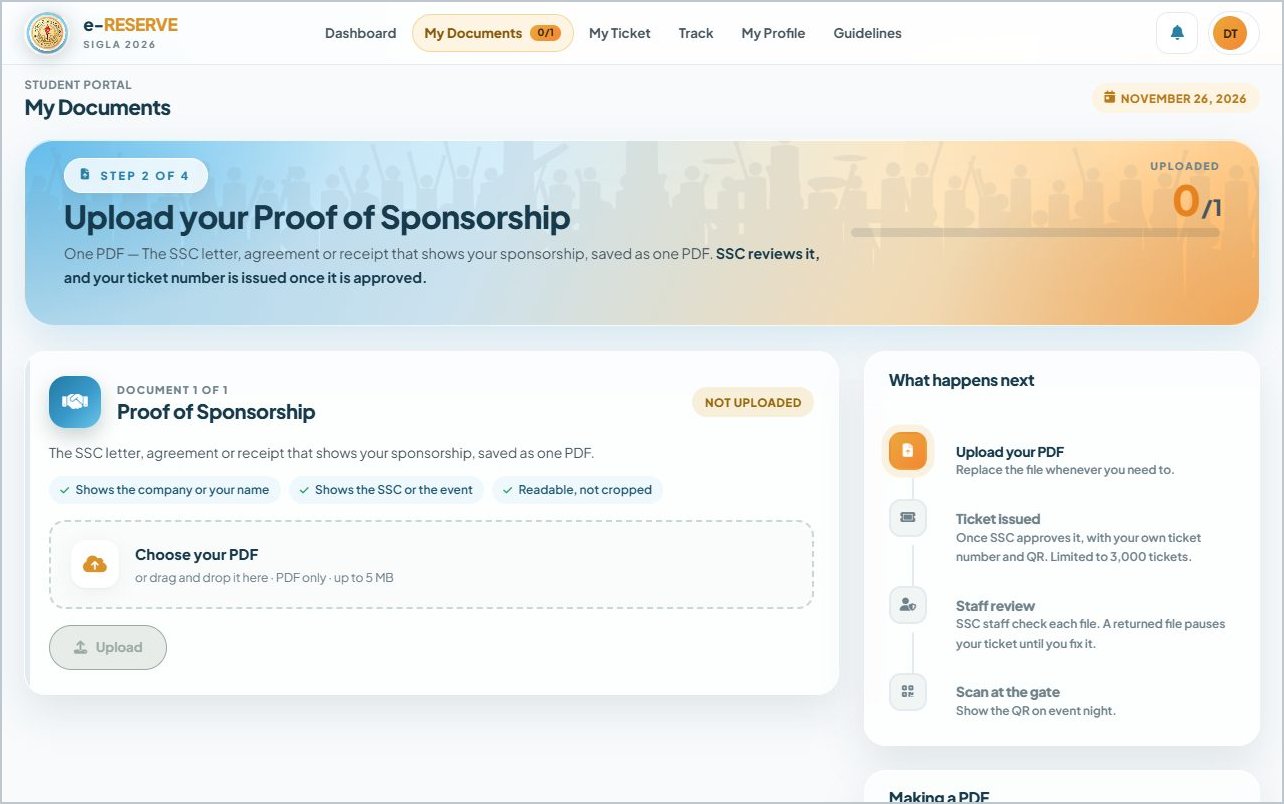 e-RESERVE
SIGLA 2026
Dashboard
My Documents 0/1
My Ticket
Track
My Profile
Guidelines
DT
STUDENT PORTAL
My Documents
NOVEMBER 26, 2026
STEP 2 OF 4
Upload your Proof of Sponsorship
One PDF — The SSC letter, agreement or receipt that shows your sponsorship, saved as one PDF. SSC reviews it,
and your ticket number is issued once it is approved.
UPLOADED
0/1
DOCUMENT 1 OF 1
Proof of Sponsorship
NOT UPLOADED
The SSC letter, agreement or receipt that shows your sponsorship, saved as one PDF.
Shows the company or your name
Shows the SSC or the event
Readable, not cropped
Choose your PDF
or drag and drop it here · PDF only · up to 5 MB
Upload
What happens next
Upload your PDF
Replace the file whenever you need to.
Ticket issued
Once SSC approves it, with your own ticket
number and QR. Limited to 3,000 tickets.
Staff review
SSC staff check each file. A returned file pauses
your ticket until you fix it.
Scan at the gate
Show the QR on event night.
Making a PDF